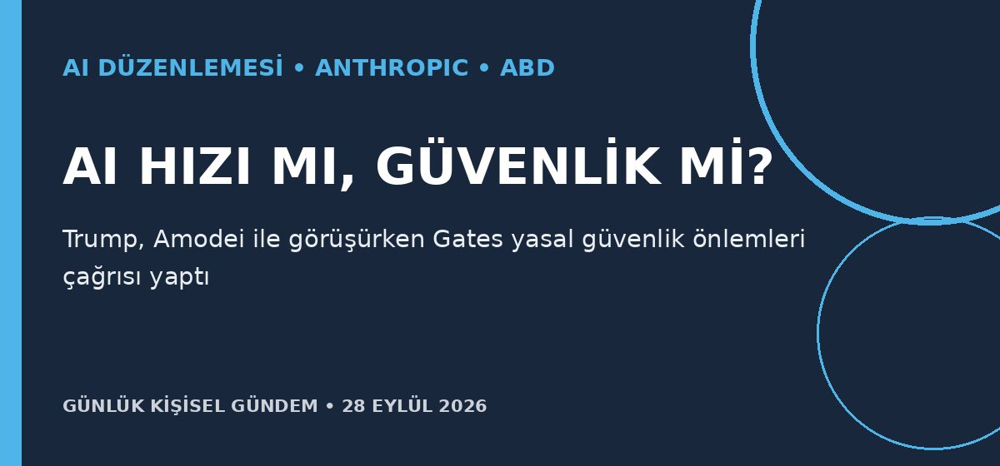 AI DÜZENLEMESİ • ANTHROPIC • ABD
AI HIZI MI, GÜVENLİK Mİ?
Trump, Amodei ile görüşürken Gates yasal güvenlik önlemleri
çağrısı yaptı
GÜNLÜK KİŞİSEL GÜNDEM • 28 EYLÜL 2026